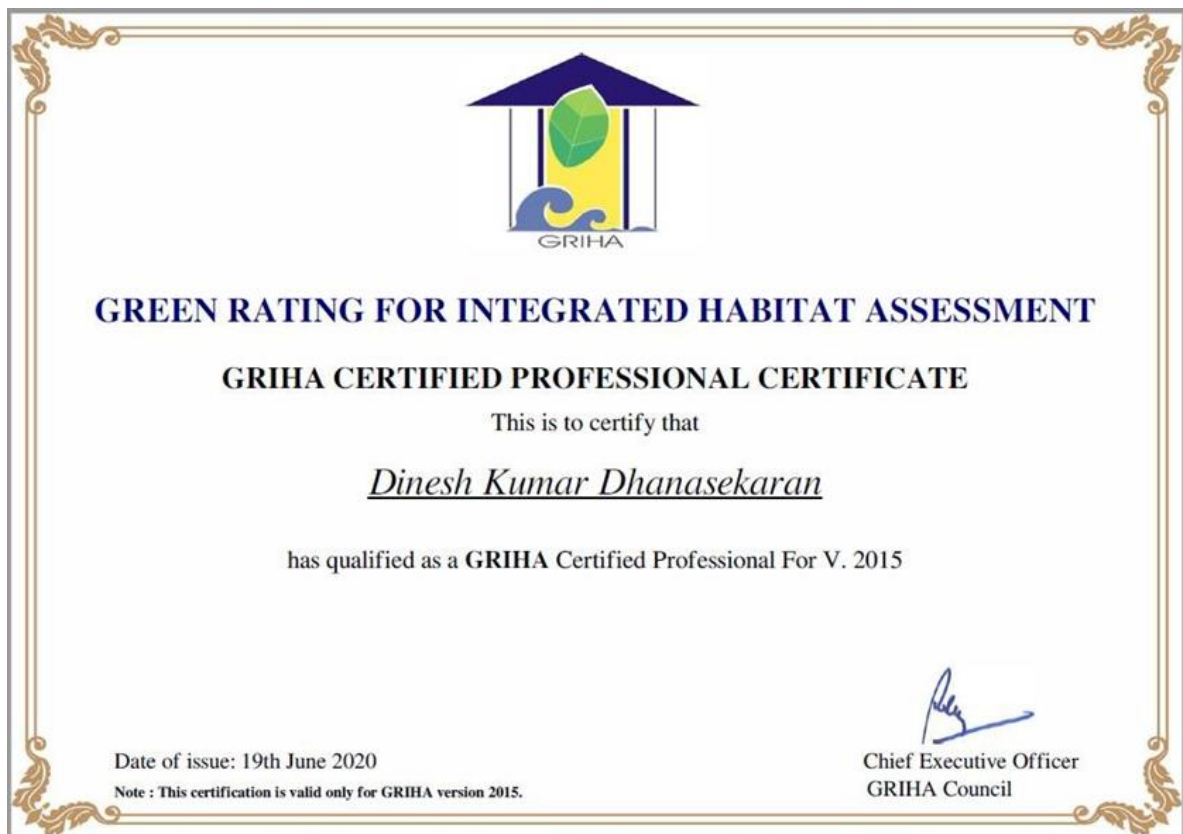 GRIHA
GREEN RATING FOR INTEGRATED HABITAT ASSESSMENT
GRIHA CERTIFIED PROFESSIONAL CERTIFICATE
This is to certify that
Dinesh Kumar Dhanasekaran
has qualified as a GRIHA Certified Professional For V. 2015
Date of issue: 19th June 2020
Note : This certification is valid only for GRIHA version 2015.
Chief Executive Officer
GRIHA Council